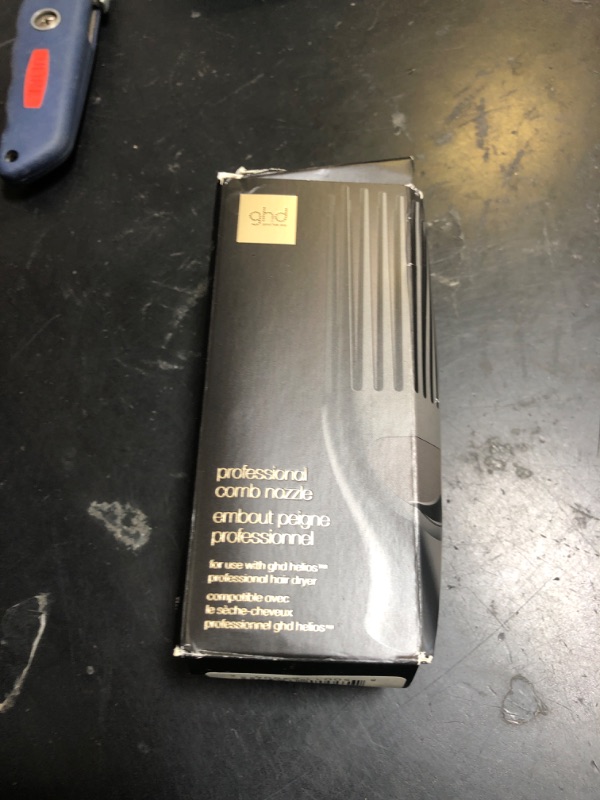 ghd
professional
comb nozzle
embout peigne
professionnel
for use with ghd helios™
professional hair dryer
compatible avec
le sèche-cheveux
professionnel ghd helios™